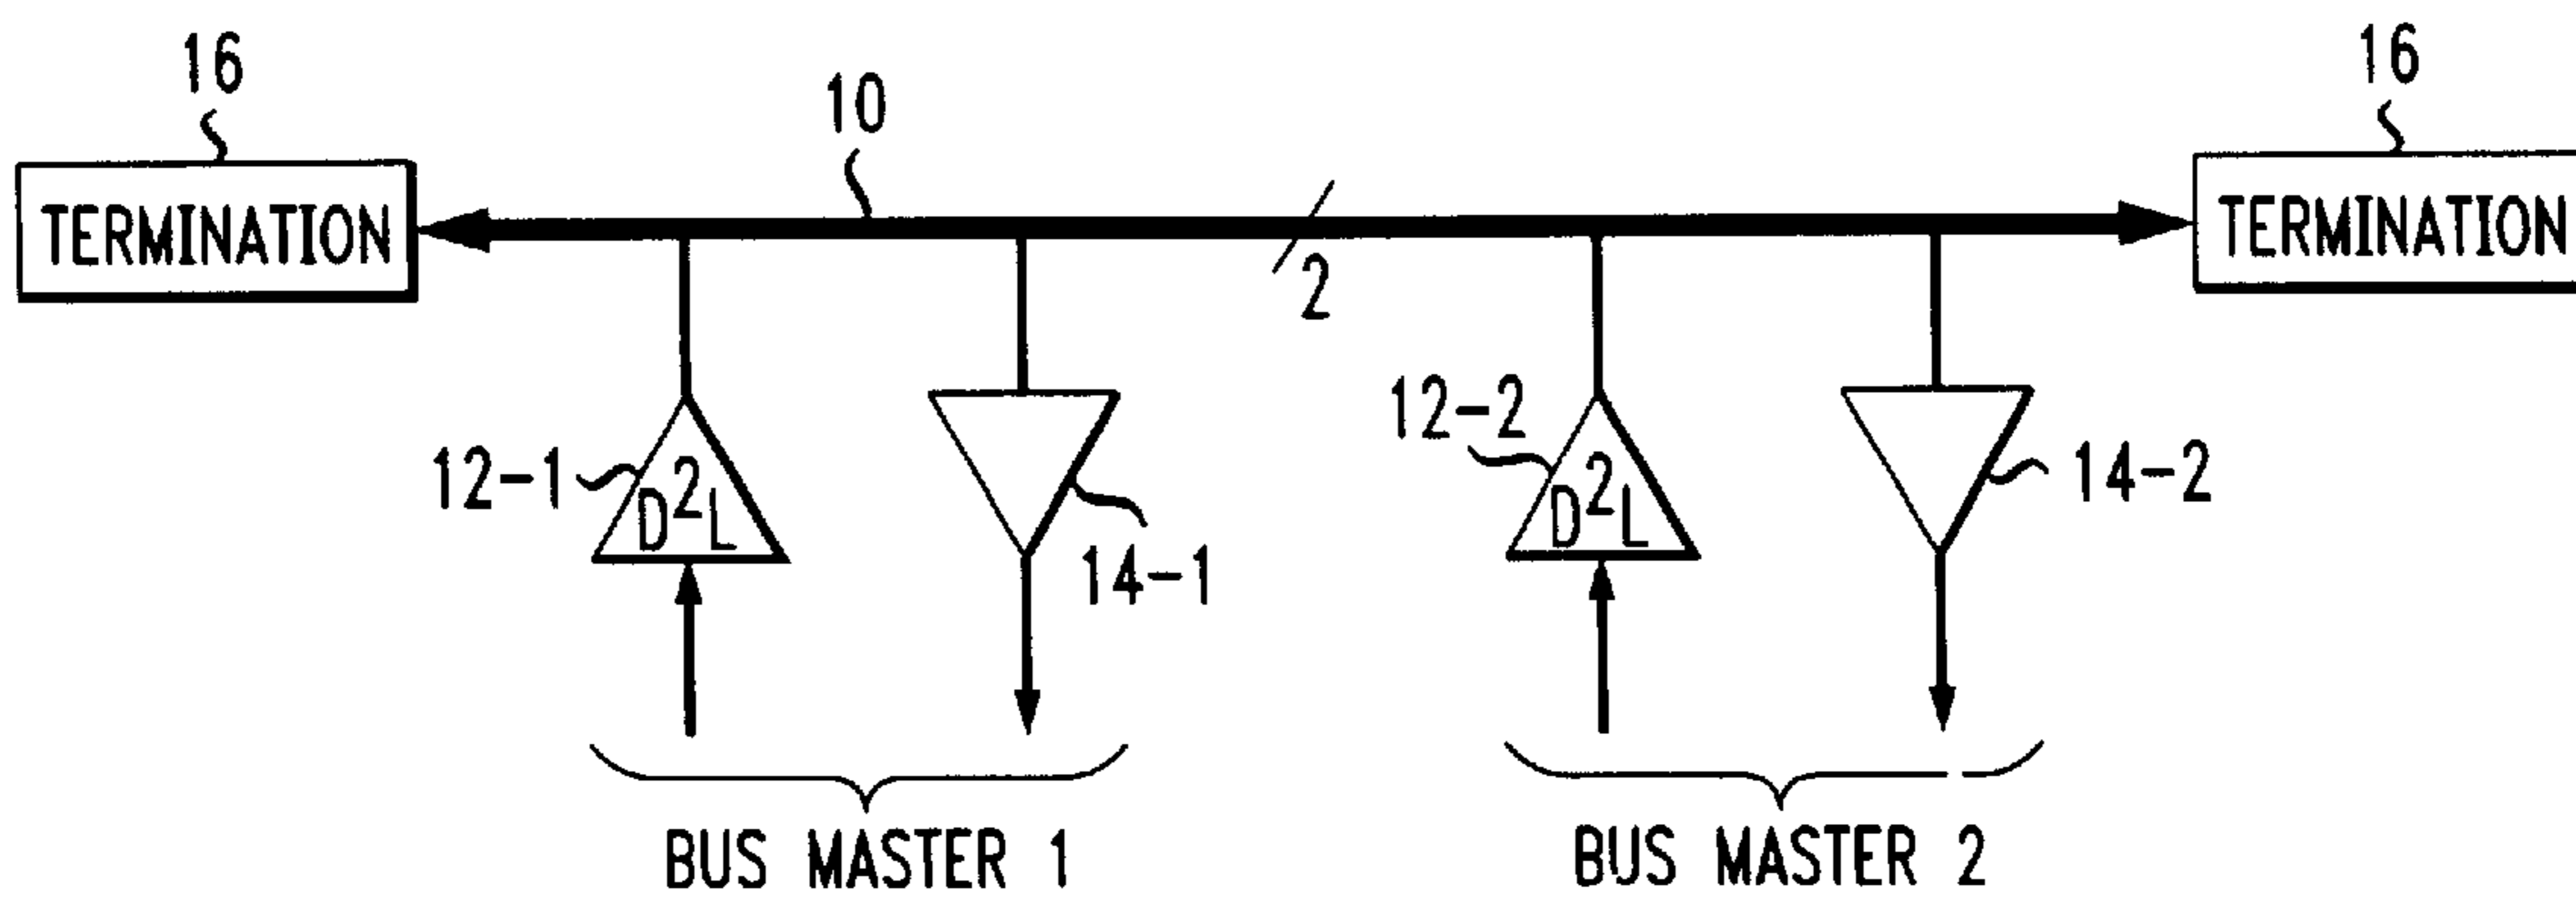 16
10
16
TERMINATION
2
TERMINATION
12-1
D²L
14-1
12-2
D²L
14-2
BUS MASTER 1
BUS MASTER 2